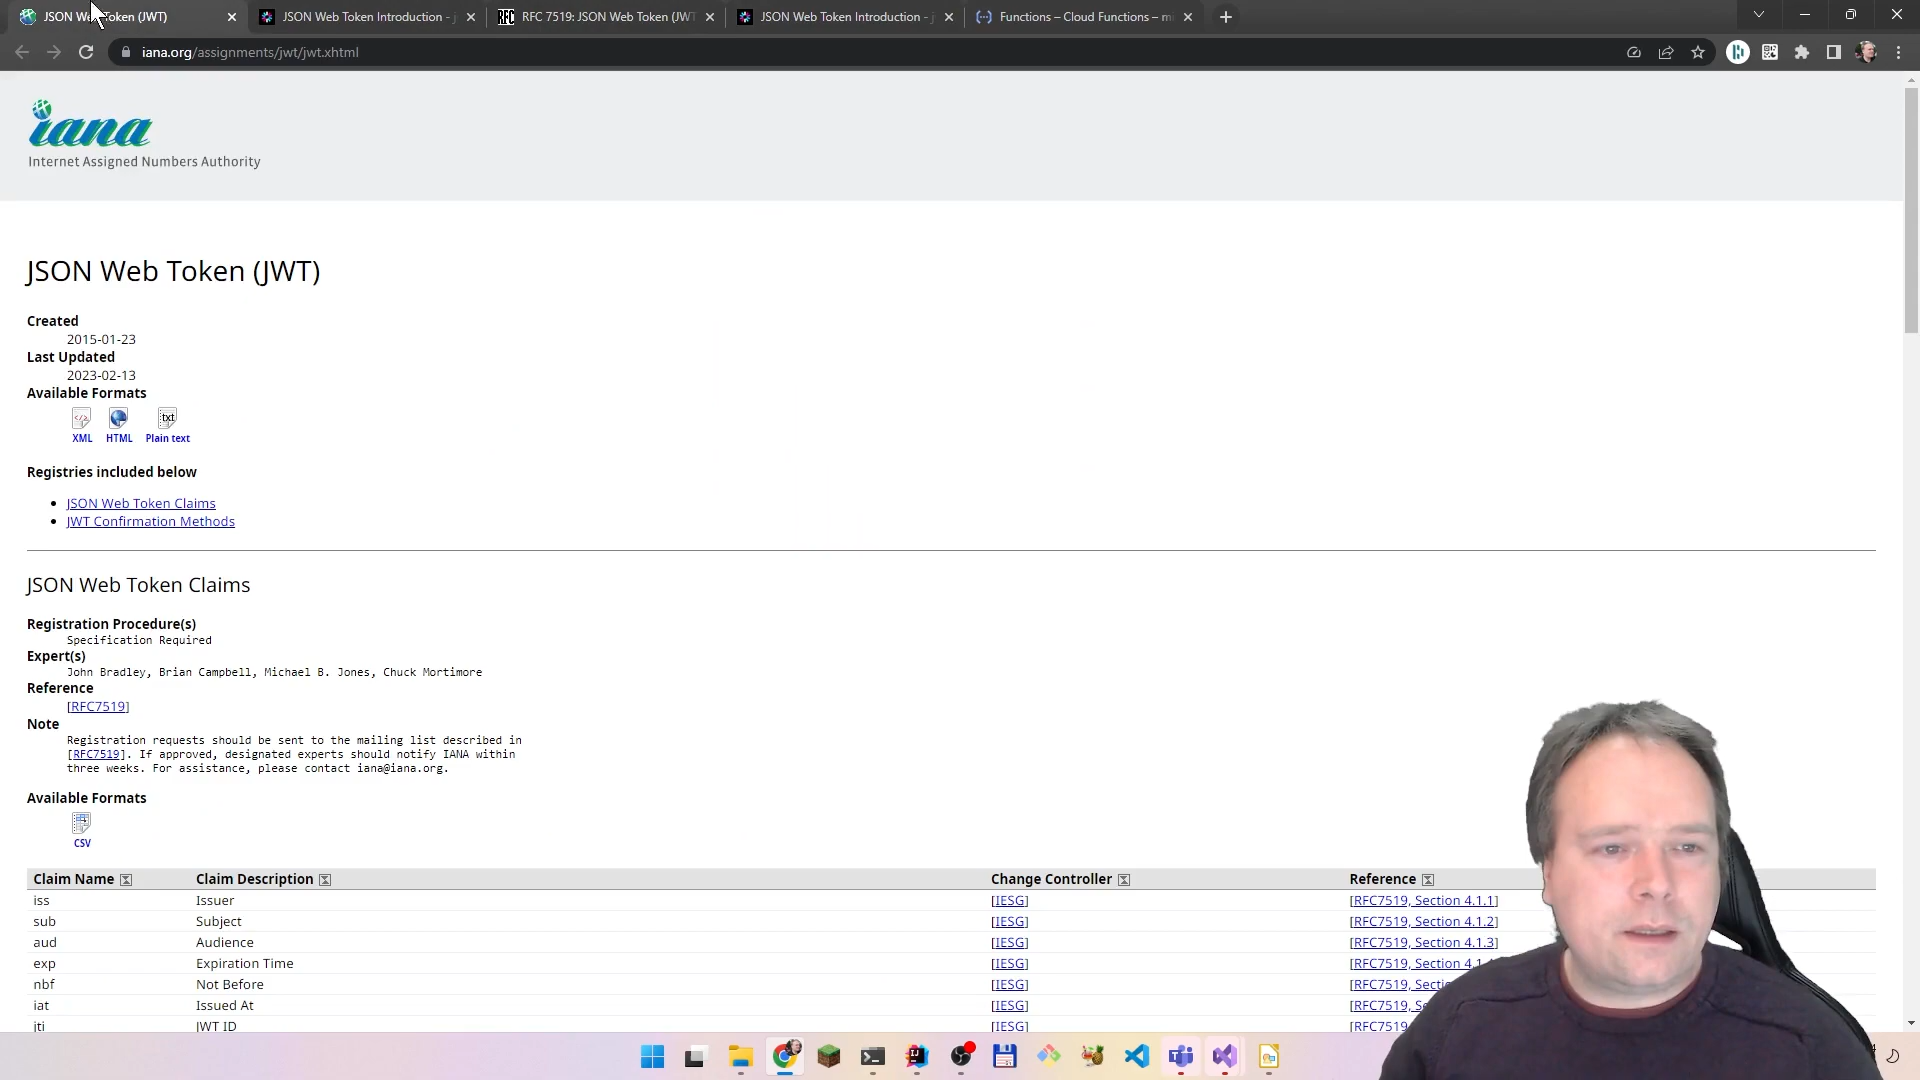 JSON Web Token (JWT)
JSON Web Token Introduction - j
RFC 7519: JSON Web Token (JWT
JSON Web Token Introduction - j
Functions – Cloud Functions – mi
iana.org/assignments/jwt/jwt.xhtml
iana
Internet Assigned Numbers Authority
JSON Web Token (JWT)
Created
2015-01-23
Last Updated
2023-02-13
Available Formats
XML HTML Plain text
Registries included below
JSON Web Token Claims
JWT Confirmation Methods
JSON Web Token Claims
Registration Procedure(s)
Specification Required
Expert(s)
John Bradley, Brian Campbell, Michael B. Jones, Chuck Mortimore
Reference
[RFC7519]
Note
Registration requests should be sent to the mailing list described in
[RFC7519]. If approved, designated experts should notify IANA within
three weeks. For assistance, please contact iana@iana.org.
Available Formats
CSV
Claim Name Claim Description Change Controller Reference
iss Issuer [IESG] [RFC7519, Section 4.1.1]
sub Subject [IESG] [RFC7519, Section 4.1.2]
aud Audience [IESG] [RFC7519, Section 4.1.3]
exp Expiration Time [IESG] [RFC7519, Section
nbf Not Before [IESG] [RFC7519,
iat Issued At [IESG] [RFC7519,
jti JWT ID [IESG] [RFC7519